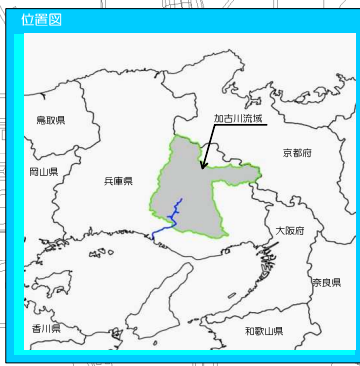 位置図
加古川流域
鳥取県
京都府
岡山県
兵庫県
大阪府
奈良県
香川県
和歌山県